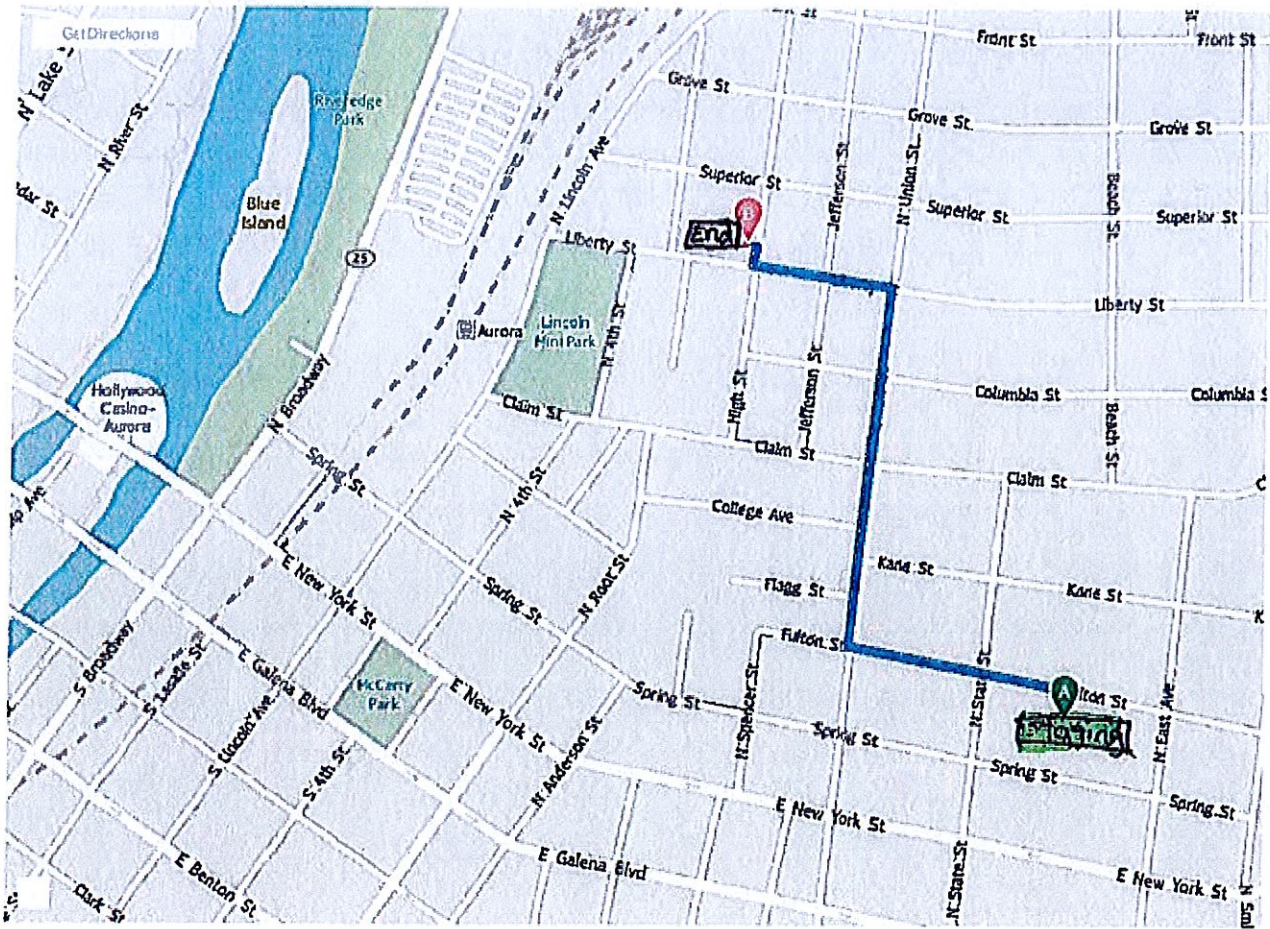 Get Directions
Front St
Front St
N Lake
N River St
Riveredge
Park
Grove St
Grove St
Grove St
N Lincoln Ave
Jefferson St
N Union St
Beach St
Superior St
Superior St
Superior St
Blue
Island
B
End
Liberty St
25
Liberty St
Aurora
Lincoln
Mini Park
N 4th St
Hollywood
Casino-
Aurora
N Broadway
High St
Jefferson St
Columbia St
Columbia S
Beach St
Claim St
Claim St
Claim St
Spring St
N 4th St
College Ave
E New York St
Spring St
N Root St
Flagg St
Kane St
Kane St
K
Fulton St
S Broadway
S Lasalle St
E Galena Blvd
McCarty
Park
E New York St
Spring St
N Spencer St
N State St
A
lton St
N East Ave
Spring St
Spring St
Spring St
S Lincoln Ave
S 4th St
N Anderson St
E New York St
E Galena Blvd
N State St
E New York St
E Benton St
Clark St